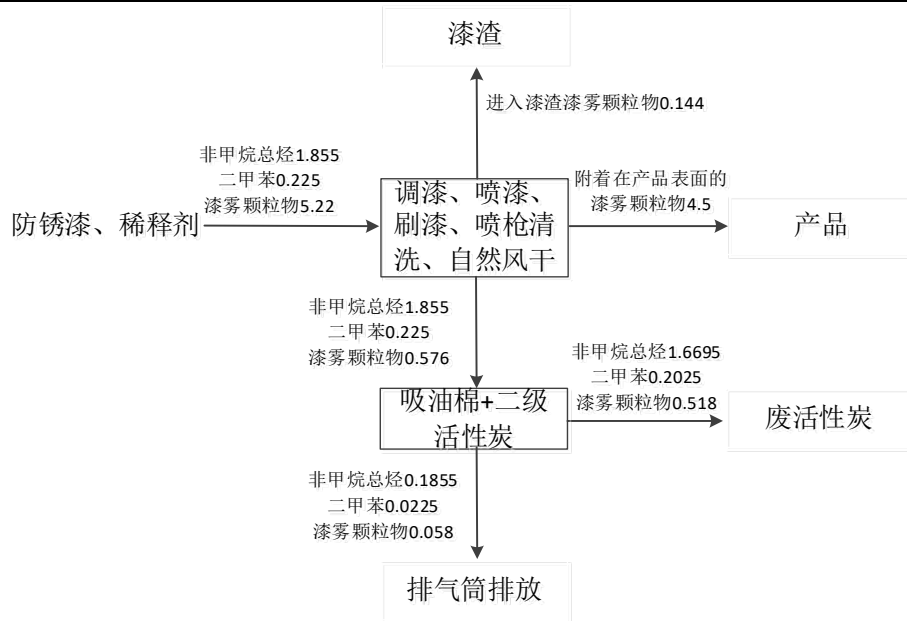 漆渣
进入漆渣漆雾颗粒物0.144
非甲烷总烃1.855
二甲苯0.225
漆雾颗粒物5.22
防锈漆、稀释剂
调漆、喷漆、
刷漆、喷枪清
洗、自然风干
附着在产品表面的
漆雾颗粒物4.5
产品
非甲烷总烃1.855
二甲苯0.225
漆雾颗粒物0.576
吸油棉+二级
活性炭
非甲烷总烃1.6695
二甲苯0.2025
漆雾颗粒物0.518
废活性炭
非甲烷总烃0.1855
二甲苯0.0225
漆雾颗粒物0.058
排气筒排放